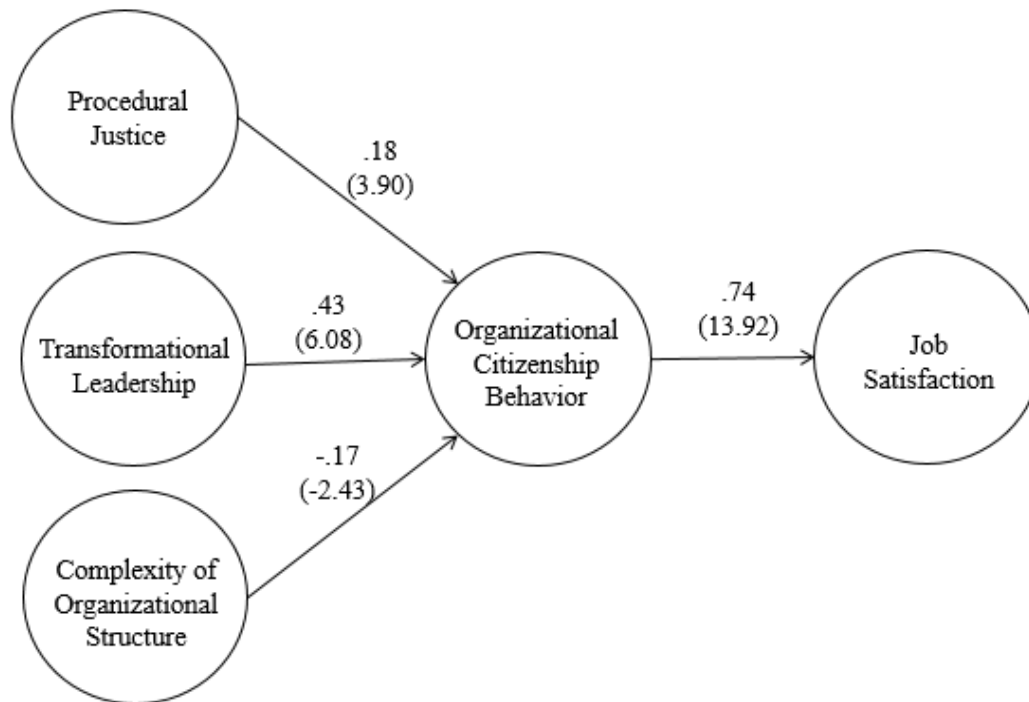 Procedural
Justice
.18
(3.90)
Transformational
Leadership
.43
(6.08)
Complexity of
Organizational
Structure
-.17
(-2.43)
Organizational
Citizenship
Behavior
.74
(13.92)
Job
Satisfaction